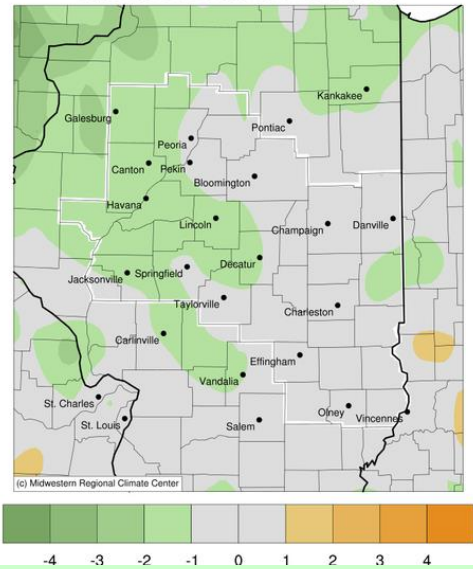 Kankakee
Galesburg
Pontiac
Peoria
Canton
Pekin
Bloomington
Havana
Lincoln
Champaign
Danville
Decatur
Jacksonville
Springfield
Taylorville
Charleston
Carlinville
Effingham
Vandalia
St. Charles
Olney
Vincennes
St. Louis
Salem
(c) Midwestern Regional Climate Center
-4 -3 -2 -1 0 1 2 3 4